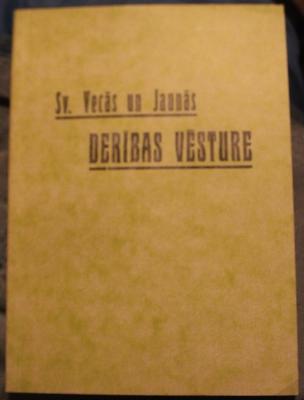 Sv. Vecās un Jaunās
DERĪBAS VĒSTURE